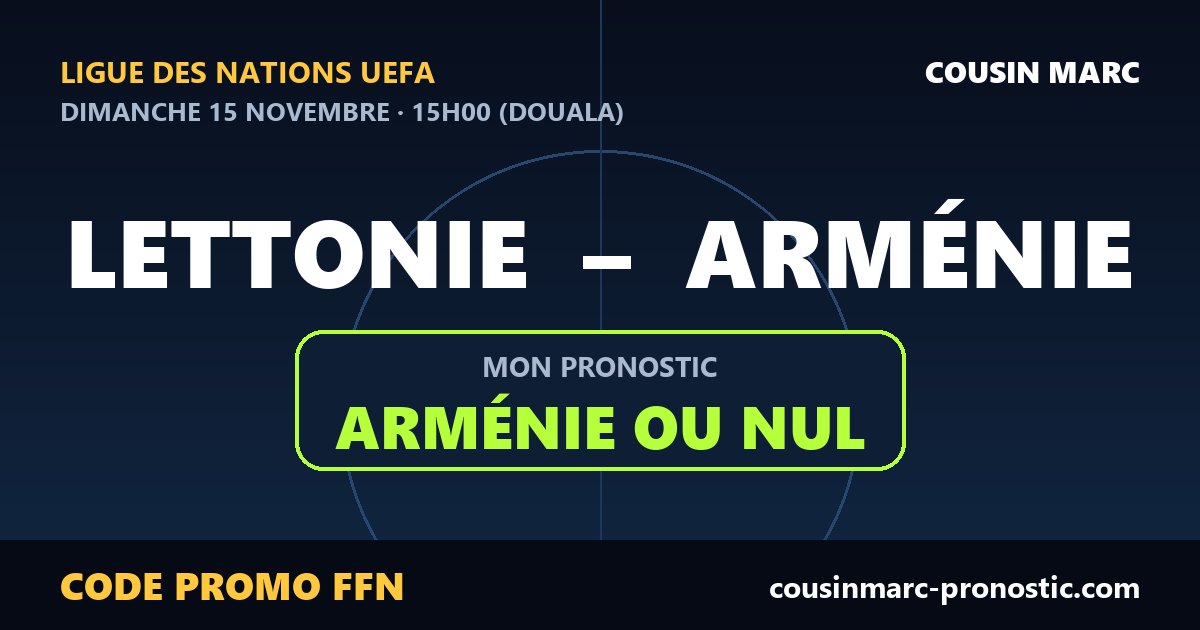 LIGUE DES NATIONS UEFA
COUSIN MARC
DIMANCHE 15 NOVEMBRE · 15H00 (DOUALA)
LETTONIE – ARMÉNIE
MON PRONOSTIC
ARMÉNIE OU NUL
CODE PROMO FFN
cousinmarc-pronostic.com